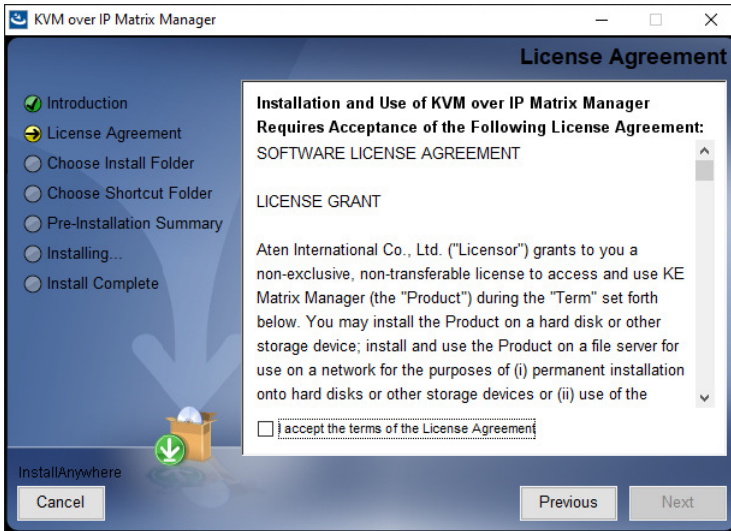 KVM over IP Matrix Manager
License Agreement
Introduction
License Agreement
Choose Install Folder
Choose Shortcut Folder
Pre-Installation Summary
Installing...
Install Complete
Installation and Use of KVM over IP Matrix Manager
Requires Acceptance of the Following License Agreement:
SOFTWARE LICENSE AGREEMENT
LICENSE GRANT
Aten International Co., Ltd. ("Licensor") grants to you a
non-exclusive, non-transferable license to access and use KE
Matrix Manager (the "Product") during the "Term" set forth
below. You may install the Product on a hard disk or other
storage device; install and use the Product on a file server for
use on a network for the purposes of (i) permanent installation
onto hard disks or other storage devices or (ii) use of the
I accept the terms of the License Agreement
InstallAnywhere
Cancel
Previous
Next